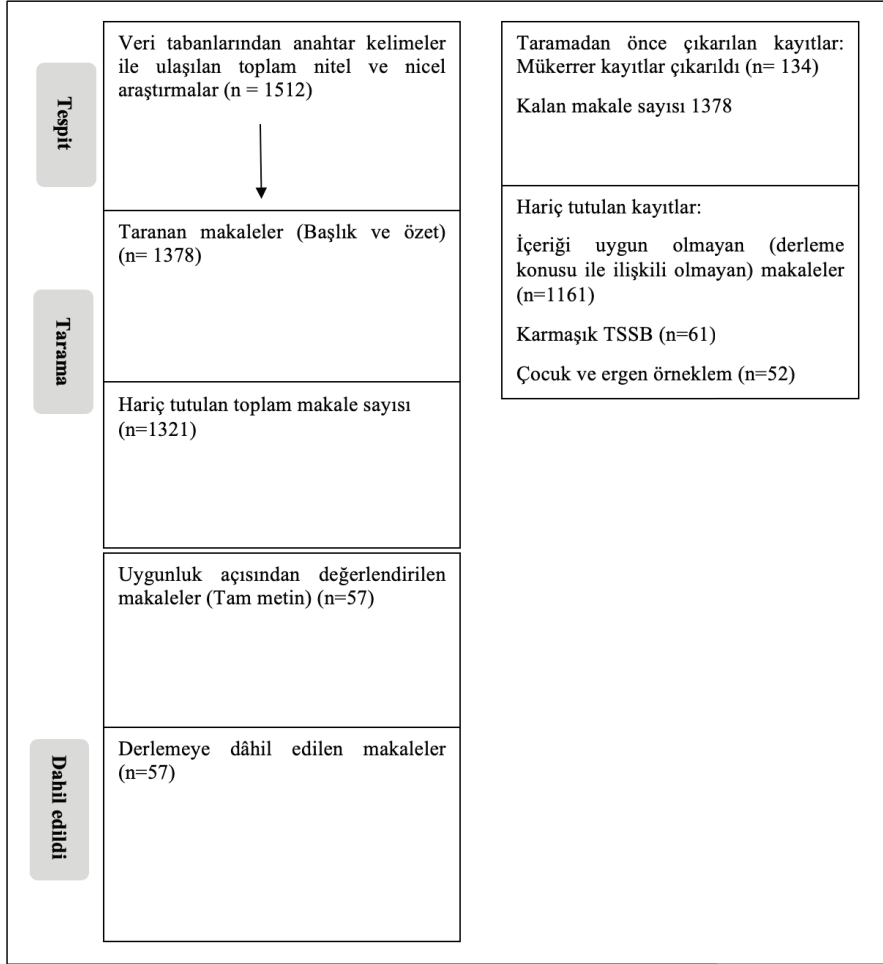 Tespit
Veri tabanlarından anahtar kelimeler
ile ulaşılan toplam nitel ve nicel
araştırmalar (n = 1512)
Taramadan önce çıkarılan kayıtlar:
Mükerrer kayıtlar çıkarıldı (n= 134)
Kalan makale sayısı 1378
Tarama
Taranan makaleler (Başlık ve özet)
(n= 1378)
Hariç tutulan kayıtlar:
İçeriği uygun olmayan (derleme
konusu ile ilişkili olmayan) makaleler
(n=1161)
Karmaşık TSSB (n=61)
Çocuk ve ergen örneklem (n=52)
Hariç tutulan toplam makale sayısı
(n=1321)
Uygunluk açısından değerlendirilen
makaleler (Tam metin) (n=57)
Dahil edildi
Derlemeye dâhil edilen makaleler
(n=57)